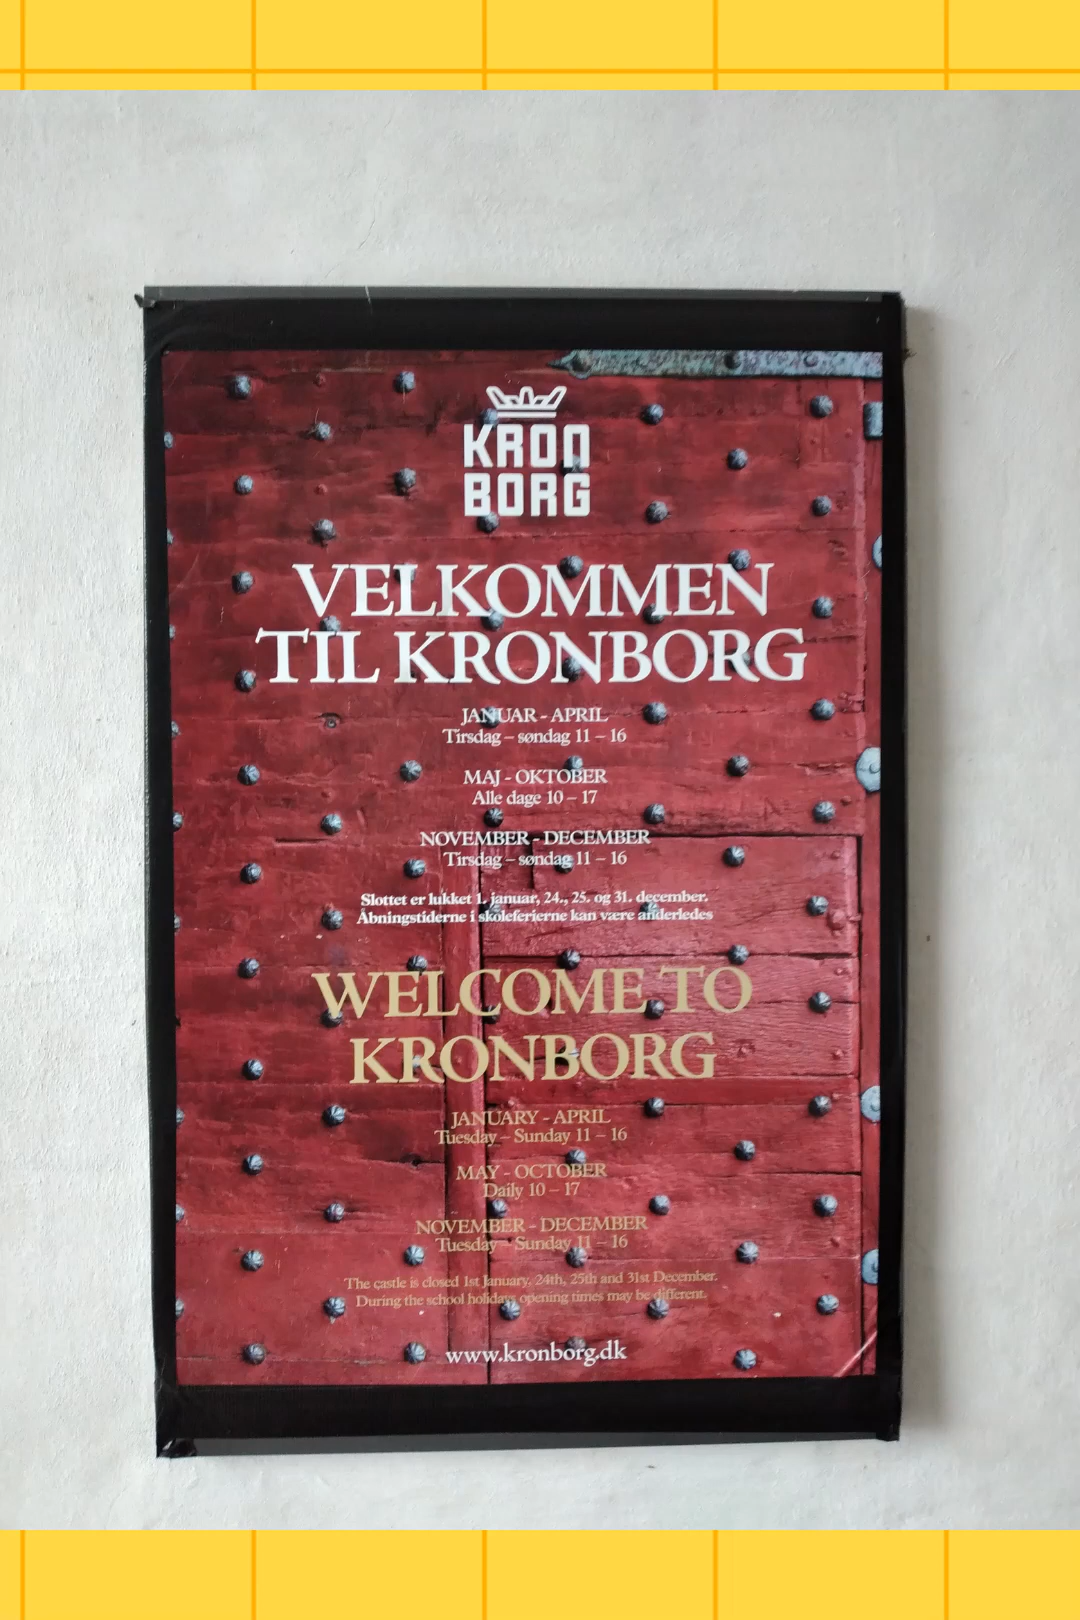 KRON
BORG
VELKOMMEN
TIL KRONBORG
JANUAR - APRIL
Tirsdag – søndag 11 – 16
MAJ - OKTOBER
Alle dage 10 – 17
NOVEMBER - DECEMBER
Tirsdag – søndag 11 – 16
Slottet er lukket 1. januar, 24., 25. og 31. december.
Åbningstiderne i skoleferierne kan være anderledes
WELCOME TO
KRONBORG
JANUARY - APRIL
Tuesday – Sunday 11 – 16
MAY - OCTOBER
Daily 10 – 17
NOVEMBER - DECEMBER
Tuesday – Sunday 11 – 16
The castle is closed 1st January. 24th, 25th and 31st December.
During the school holidays opening times may be different.
www.kronborg.dk